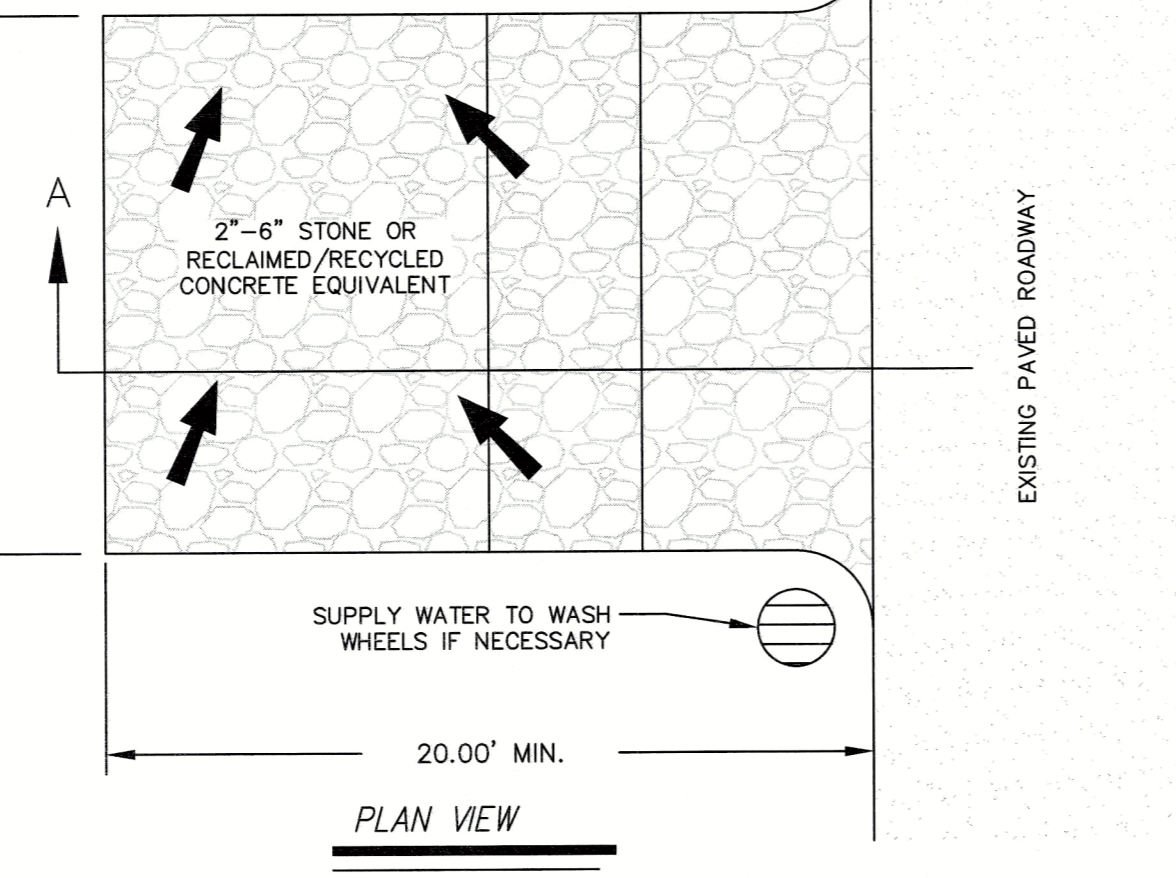 A
2"–6" STONE OR
RECLAIMED/RECYCLED
CONCRETE EQUIVALENT
EXISTING PAVED ROADWAY
SUPPLY WATER TO WASH
WHEELS IF NECESSARY
20.00' MIN.
PLAN VIEW